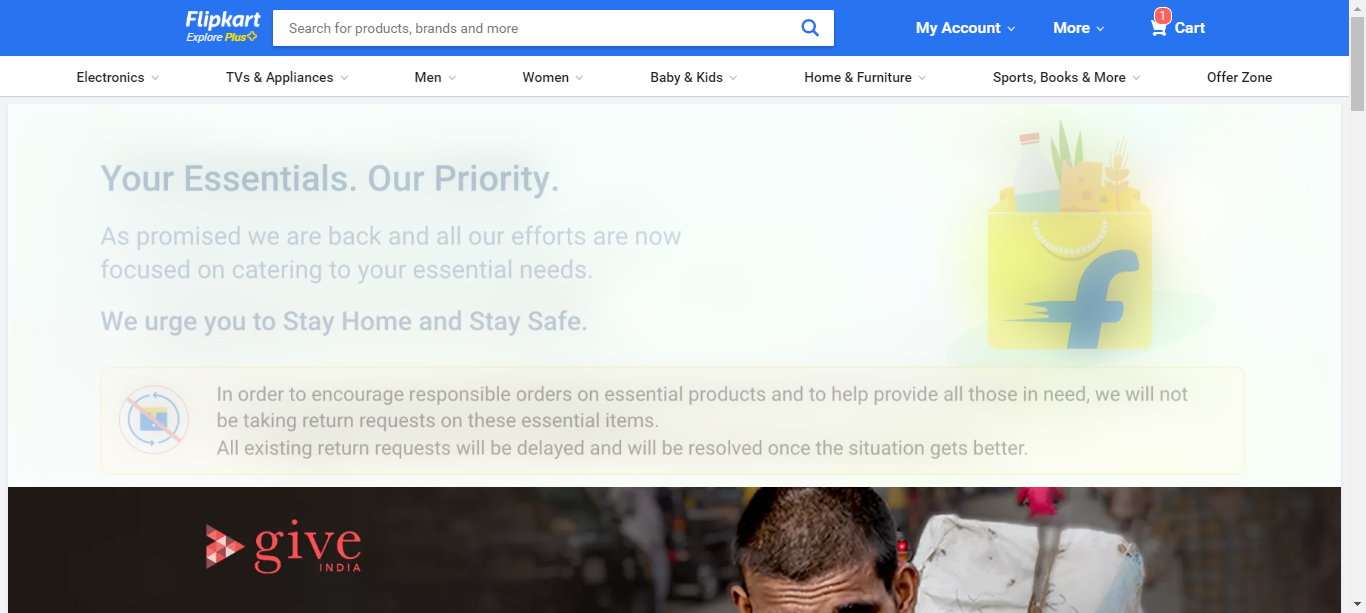 Flipkart
Explore Plus
Search for products, brands and more
My Account
More
1
Cart
Electronics
TVs & Appliances
Men
Women
Baby & Kids
Home & Furniture
Sports, Books & More
Offer Zone
Your Essentials. Our Priority.
As promised we are back and all our efforts are now
focused on catering to your essential needs.
We urge you to Stay Home and Stay Safe.
In order to encourage responsible orders on essential products and to help provide all those in need, we will not
be taking return requests on these essential items.
All existing return requests will be delayed and will be resolved once the situation gets better.
f
give
INDIA